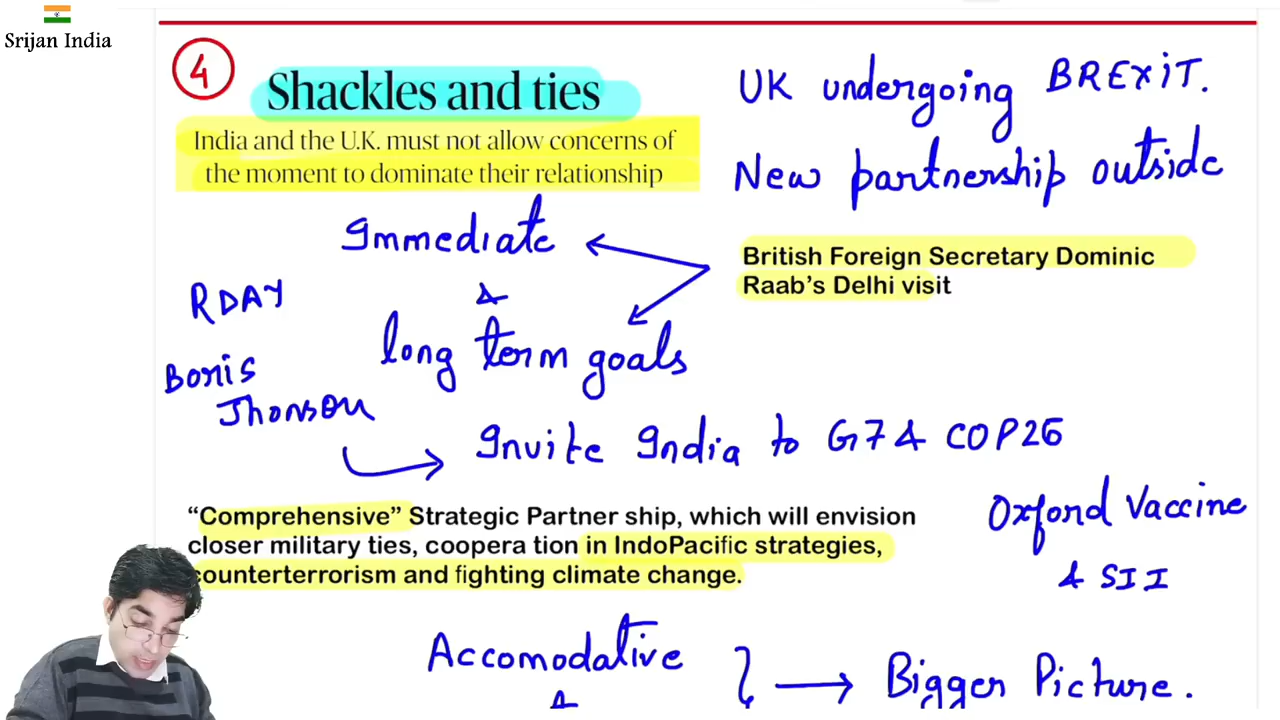 Srijan India
4
Shackles and ties
India and the U.K. must not allow concerns of
the moment to dominate their relationship
UK undergoing BREXIT.
New partnership outside
British Foreign Secretary Dominic
Raab's Delhi visit
Immediate
&
long term goals
RDAY
Boris
Jhonson
Invite India to G7 & COP26
"Comprehensive" Strategic Partner ship, which will envision
closer military ties, coopera tion in IndoPacific strategies,
counterterrorism and fighting climate change.
Oxford Vaccine
& SII
Accomodative
&
Bigger Picture.